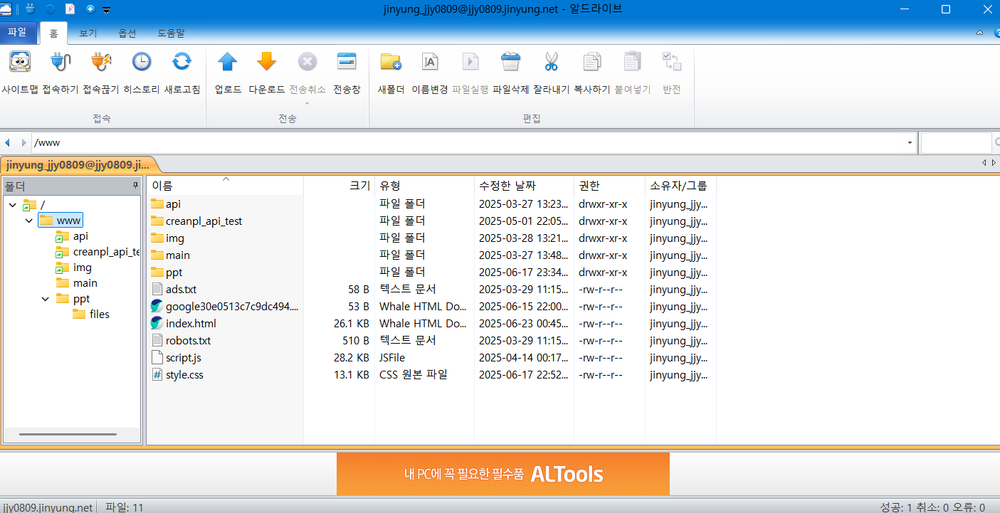 jinyung_jjy0809@jjy0809.jinyung.net - 알드라이브
파일 홈 보기 옵션 도움말
사이트맵 접속하기 접속끊기 히스토리 새로고침 업로드 다운로드 전송취소 전송창 새폴더 이름변경 파일실행 파일삭제 잘라내기 복사하기 붙여넣기 반전
접속 전송 편집
/www
jinyung_jjy0809@jjy0809.ji...
폴더
/
www
api
creanpl_api_te
img
main
ppt
files
이름 크기 유형 수정한 날짜 권한 소유자/그룹
api 파일 폴더 2025-03-27 13:23... drwxr-xr-x jinyung_jjy...
creanpl_api_test 파일 폴더 2025-05-01 22:05... drwxr-xr-x jinyung_jjy...
img 파일 폴더 2025-03-28 13:21... drwxr-xr-x jinyung_jjy...
main 파일 폴더 2025-03-27 13:48... drwxr-xr-x jinyung_jjy...
ppt 파일 폴더 2025-06-17 23:34... drwxr-xr-x jinyung_jjy...
ads.txt 58 B 텍스트 문서 2025-03-29 11:15... -rw-r--r-- jinyung_jjy...
google30e0513c7c9dc494.... 53 B Whale HTML Do... 2025-06-15 22:00... -rw-r--r-- jinyung_jjy...
index.html 26.1 KB Whale HTML Do... 2025-06-23 00:45... -rw-r--r-- jinyung_jjy...
robots.txt 510 B 텍스트 문서 2025-03-29 11:15... -rw-r--r-- jinyung_jjy...
script.js 28.2 KB JSFile 2025-04-14 00:17... -rw-r--r-- jinyung_jjy...
style.css 13.1 KB CSS 원본 파일 2025-06-17 22:52... -rw-r--r-- jinyung_jjy...
내 PC에 꼭 필요한 필수품 ALTools
jjy0809.jinyung.net 파일: 11 성공: 1 취소: 0 오류: 0